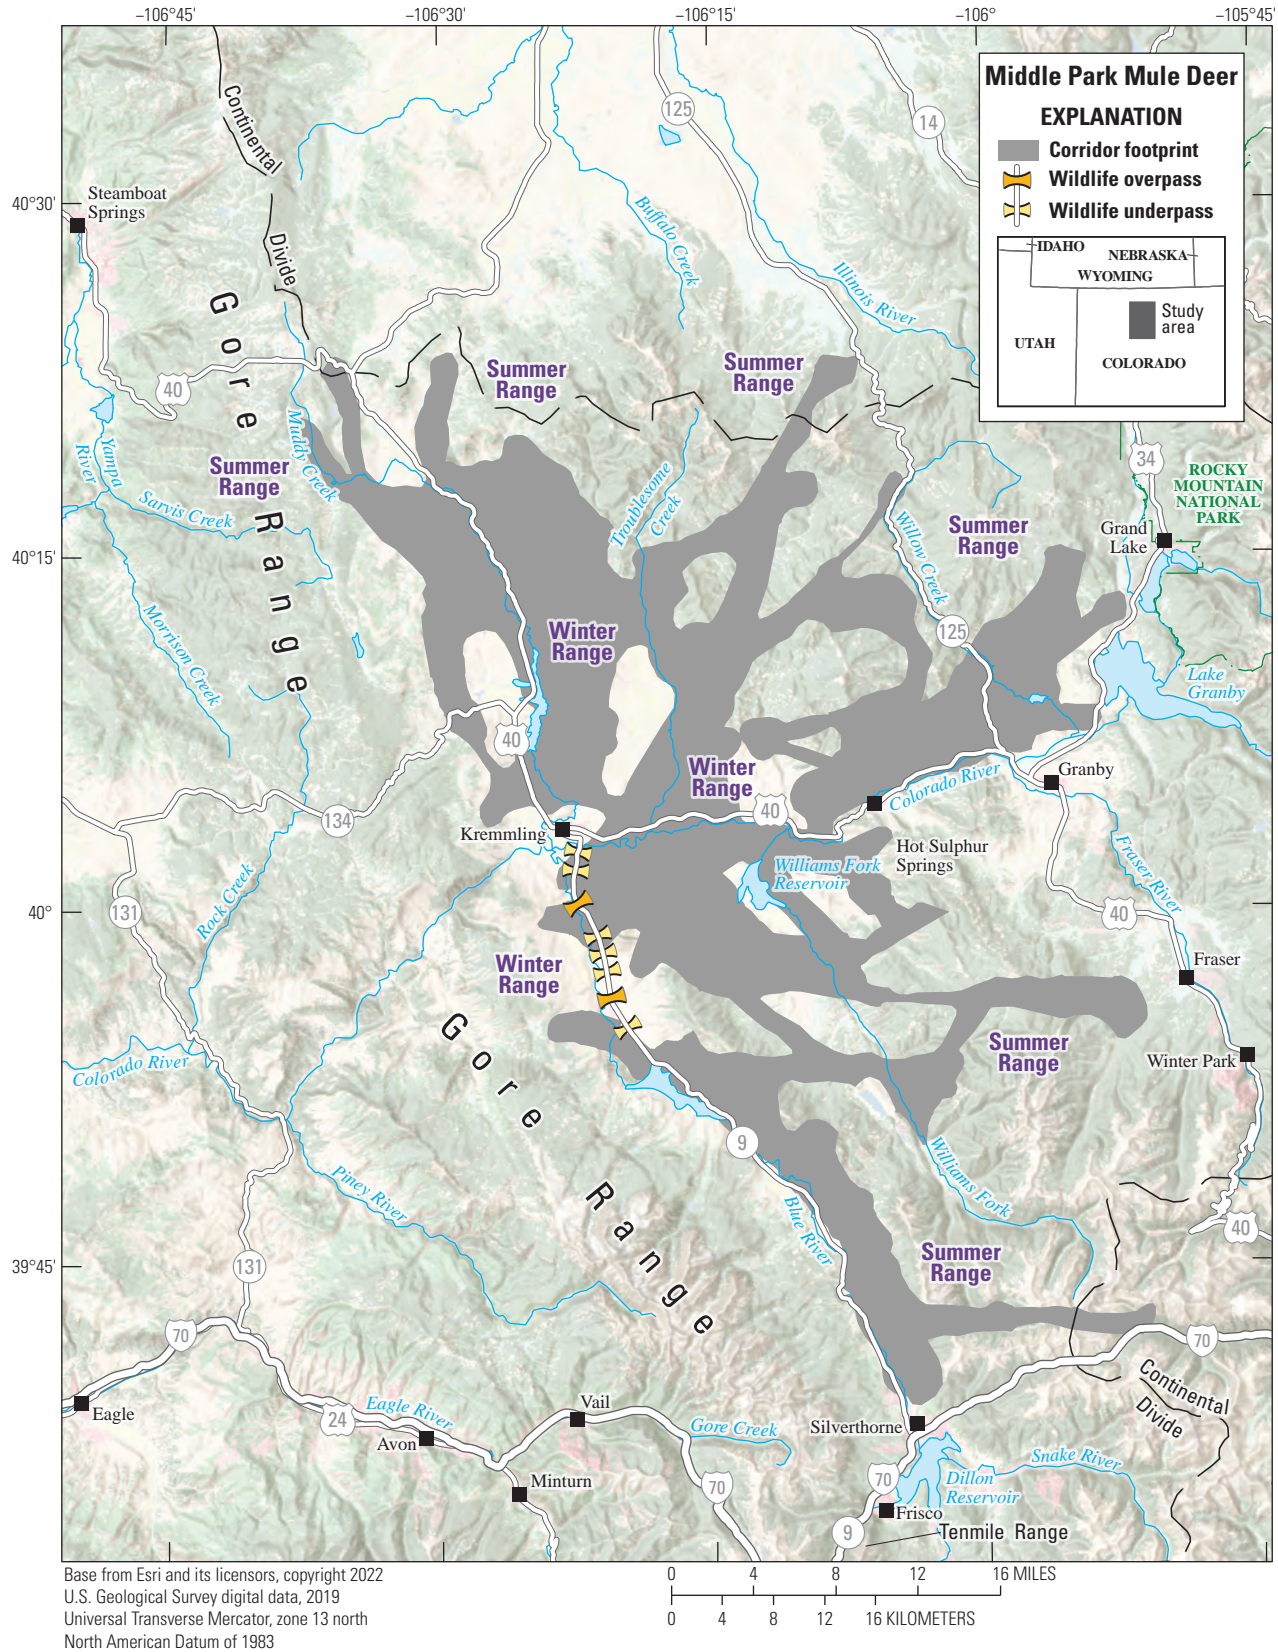 −106°45'
−106°30'
−106°15'
−106°
−105°45'
40°30'
40°15'
40°
39°45'
Middle Park Mule Deer
EXPLANATION
Corridor footprint
Wildlife overpass
Wildlife underpass
IDAHO
NEBRASKA
WYOMING
Study
area
UTAH
COLORADO
Continental
Divide
125
14
Steamboat
Springs
Buffalo Creek
Illinois River
Gore Range
40
Summer
Range
Summer
Range
Muddy Creek
Yampa
River
Summer
Range
Sarvis Creek
Troublesome
Creek
34
ROCKY
MOUNTAIN
NATIONAL
PARK
Grand
Lake
Willow Creek
Summer
Range
Morrison Creek
Winter
Range
125
Lake
Granby
40
Winter
Range
Granby
Colorado River
40
134
Kremmling
Hot Sulphur
Springs
Williams Fork
Reservoir
Fraser River
Rock Creek
131
40
Winter
Range
Fraser
Gore Range
Summer
Range
Winter Park
Colorado River
9
Williams Fork
Piney River
Blue River
40
Summer
Range
131
70
70
Continental
Divide
Eagle
24
Eagle River
Avon
Vail
Gore Creek
Silverthorne
Snake River
Minturn
70
70
Dillon
Reservoir
Frisco
9
Tenmile Range
Base from Esri and its licensors, copyright 2022
U.S. Geological Survey digital data, 2019
Universal Transverse Mercator, zone 13 north
North American Datum of 1983
0 4 8 12 16 MILES
0 4 8 12 16 KILOMETERS